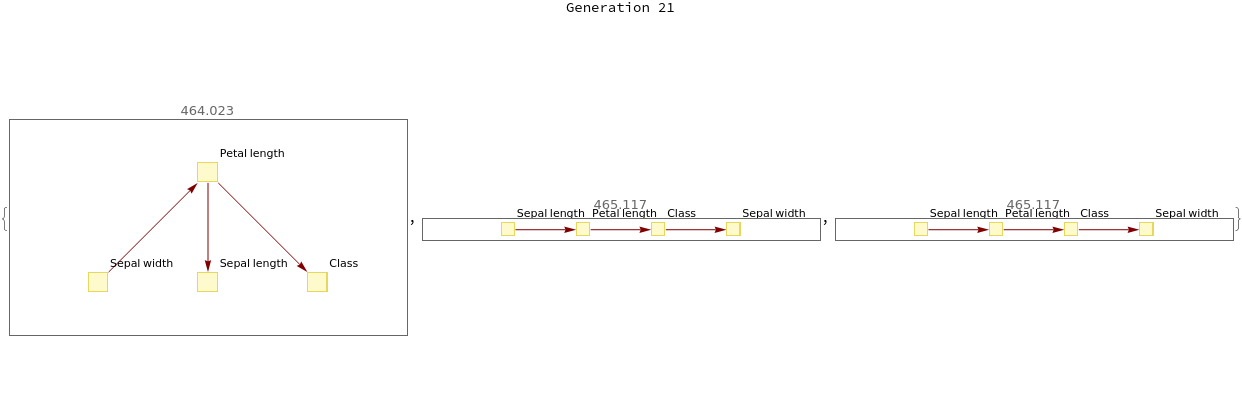 Generation 21
464.023
Petal length
Sepal width
Sepal length
Class
465.117
Sepal length Petal length Class Sepal width
465.117
Sepal length Petal length Class Sepal width